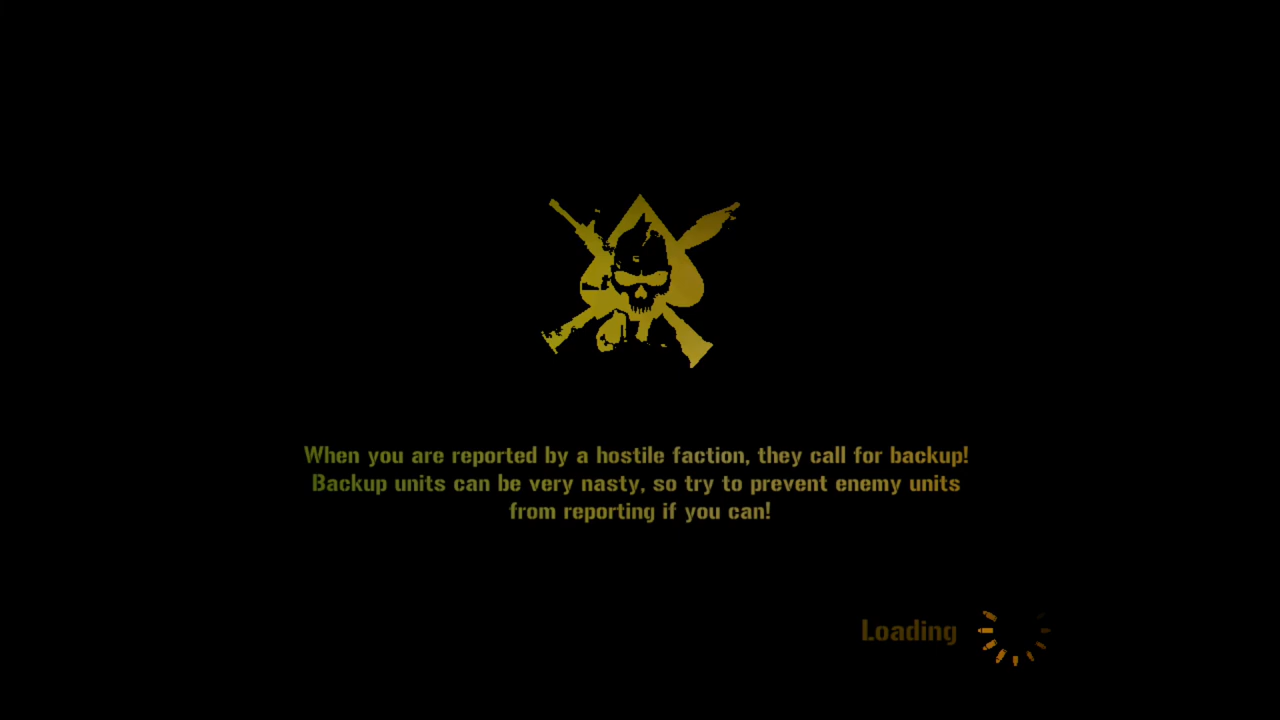 When you are reported by a hostile faction, they call for backup!
Backup units can be very nasty, so try to prevent enemy units
from reporting if you can!
Loading